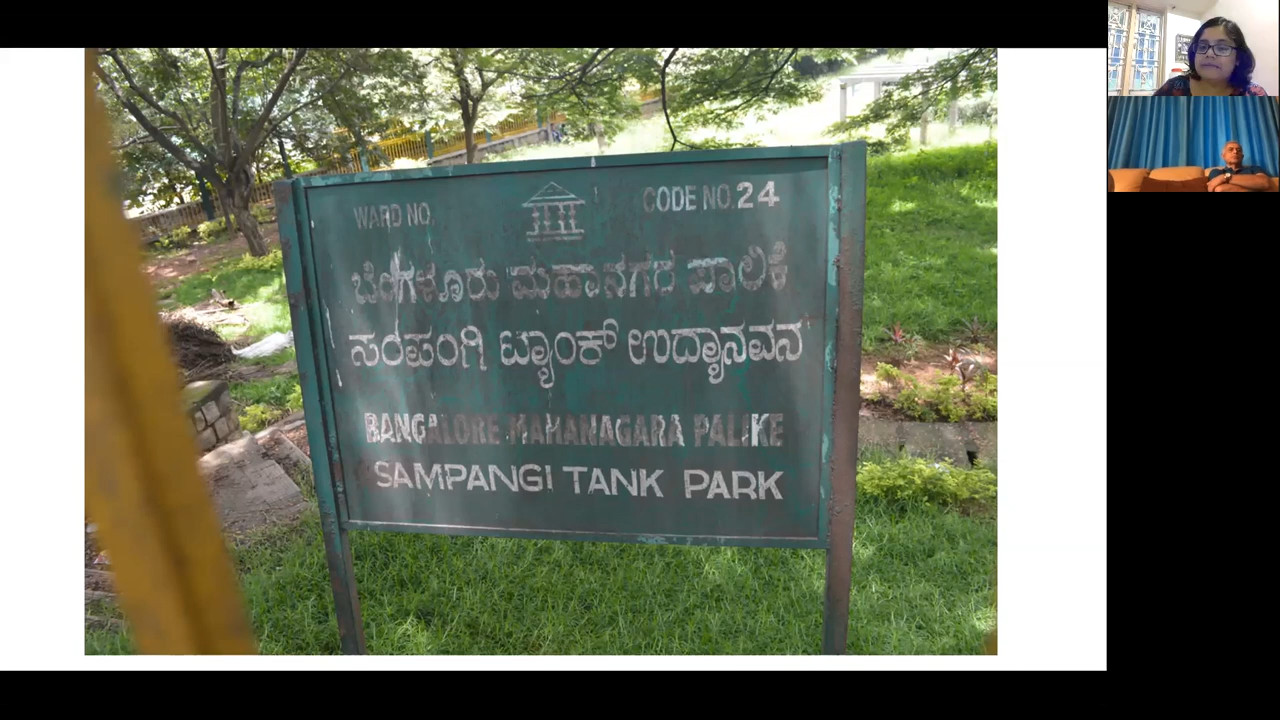 WARD NO. CODE NO. 24
ಬೆಂಗಳೂರು ಮಹಾನಗರ ಪಾಲಿಕೆ
ಸಂಪಂಗಿ ಟ್ಯಾಂಕ್ ಉದ್ಯಾನವನ
BANGALORE MAHANAGARA PALIKE
SAMPANGI TANK PARK